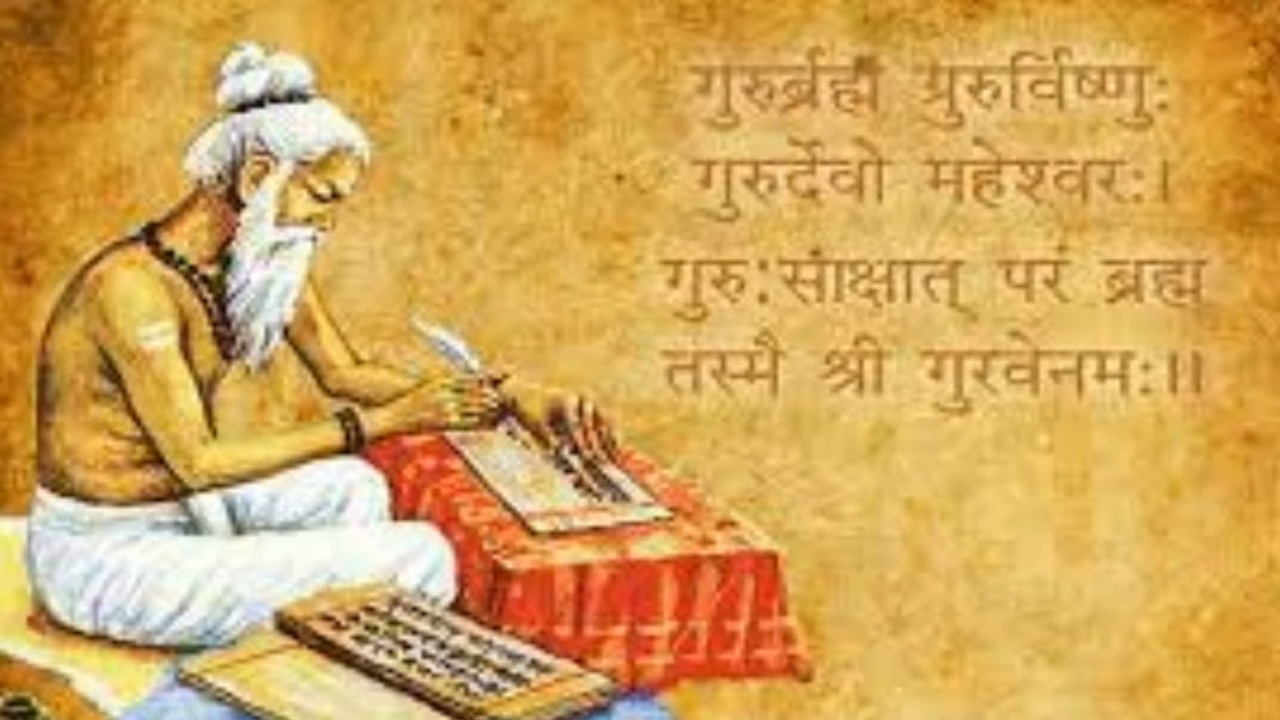 गुरुर्ब्रह्मा ग्रुरुर्विष्णुः
गुरुर्देवो महेश्वरः।
गुरुःसाक्षात् परं ब्रह्म
तस्मै श्री गुरवेनमः।।